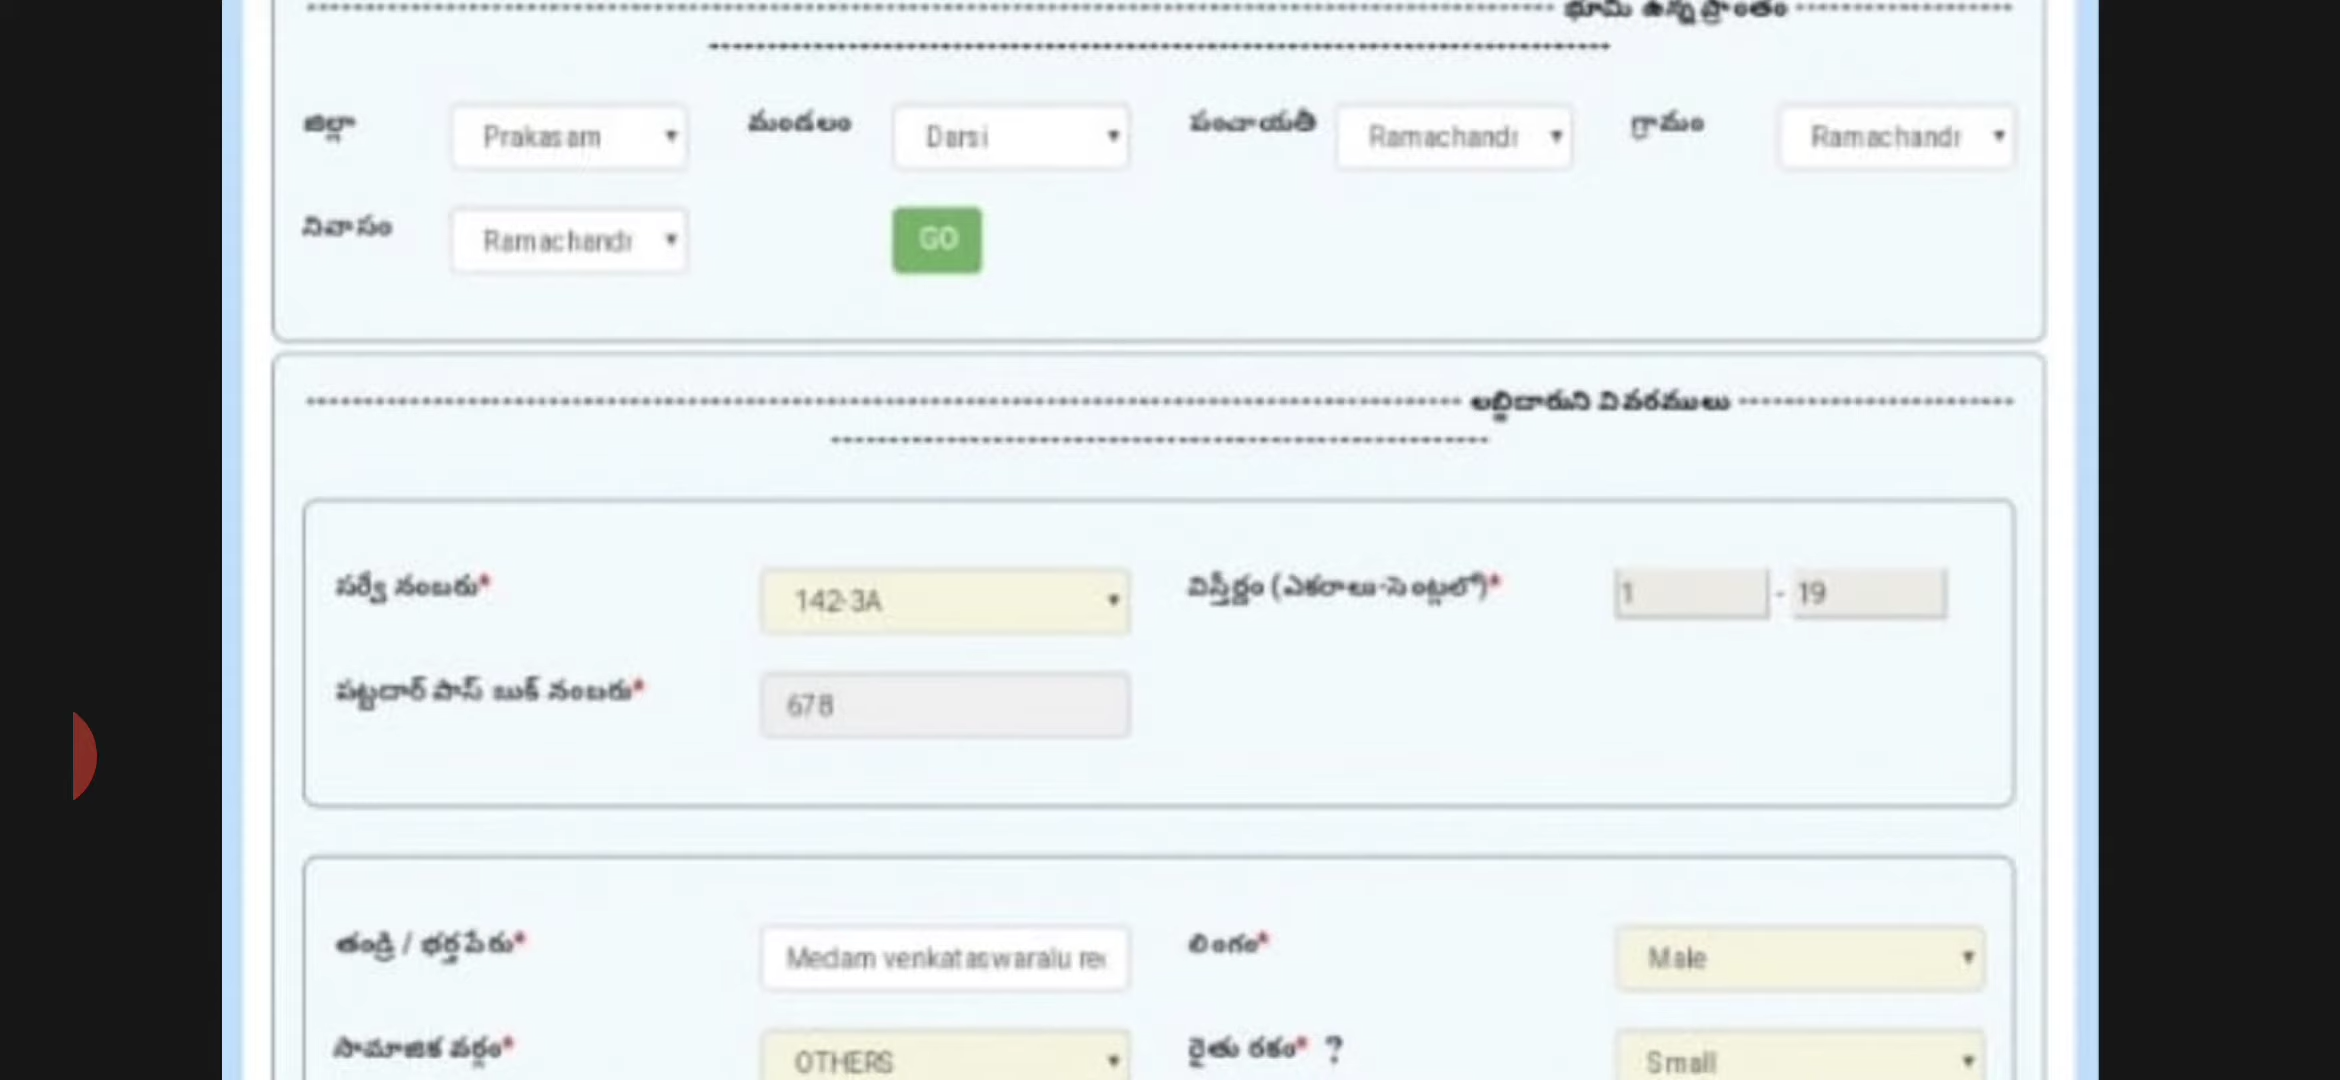 భూమి ఉన్న ప్రాంతం
జిల్లా Prakasam మండలం Darsi పంచాయతీ Ramachandr గ్రామం Ramachandr
నివాసం Ramachandr GO
లబ్ధిదారుని వివరములు
సర్వే నంబరు* 142-3A విస్తీర్ణం (ఎకరాలు-సెంట్లలో)* 1 - 19
పట్టదార్ పాస్ బుక్ నంబరు* 678
తండ్రి / భర్త పేరు* Medam venkataswaralu re లింగం* Male
సామాజిక వర్గం* OTHERS రైతు రకం* ? Small